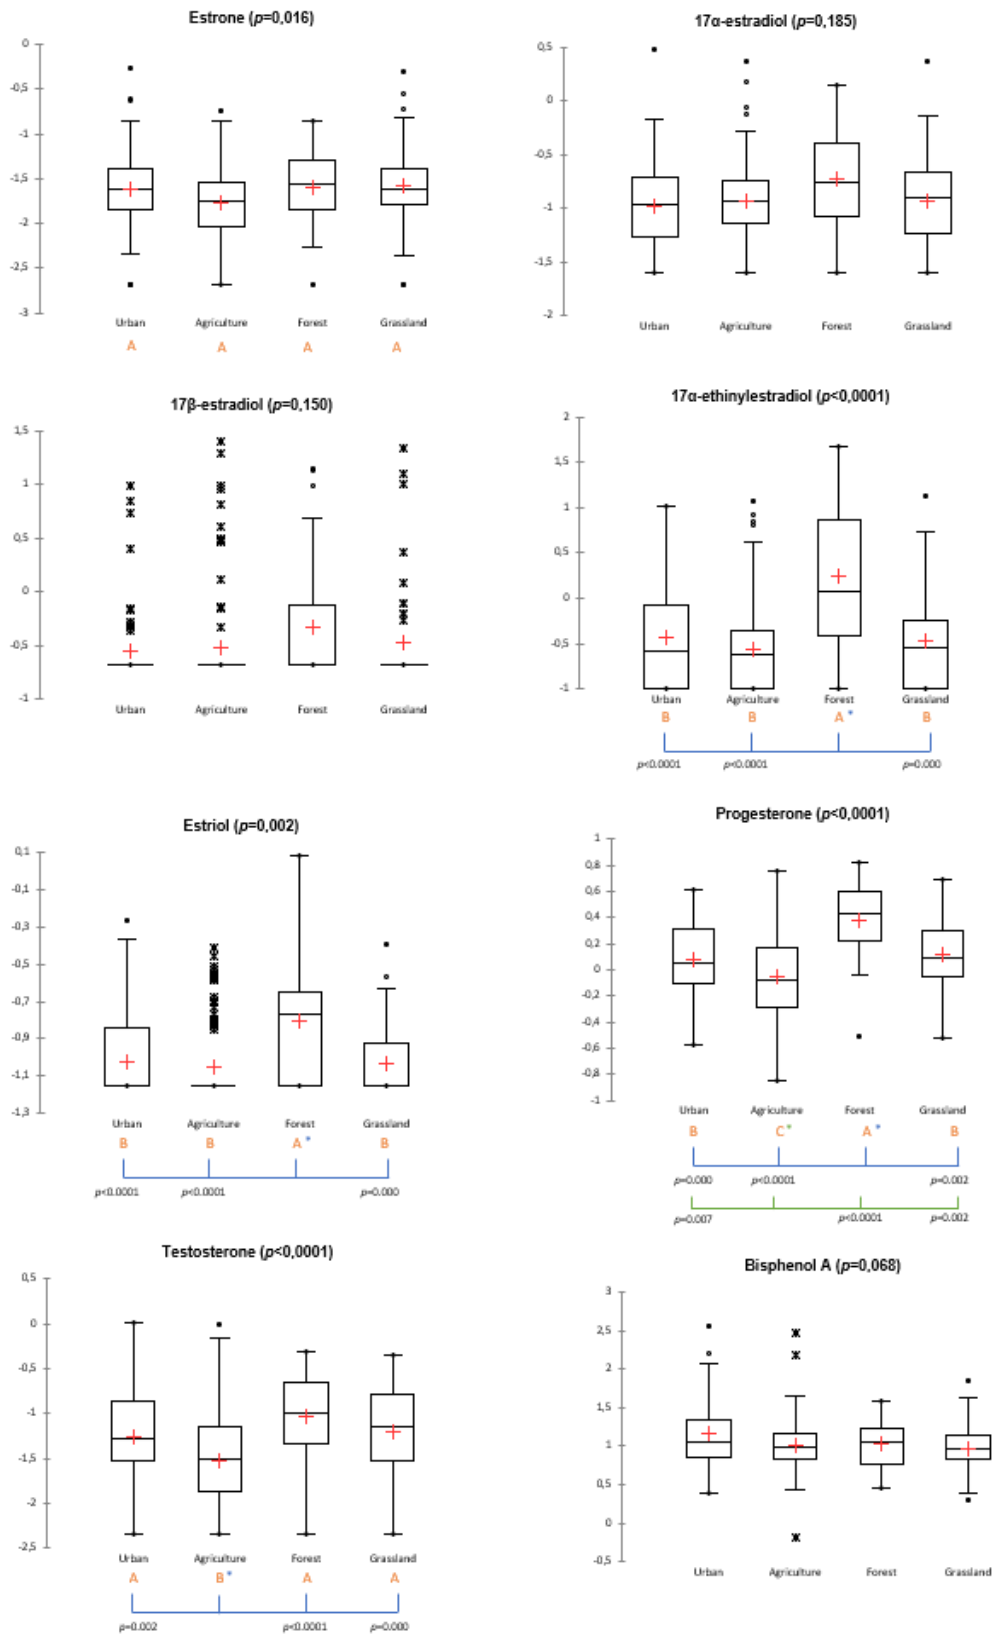 Estrone (p=0,016)
0
-0,5
-1
-1,5
-2
-2,5
-3
Urban Agriculture Forest Grassland
A A A A
17α-estradiol (p=0,185)
0,5
0
-0,5
-1
-1,5
-2
Urban Agriculture Forest Grassland
17β-estradiol (p=0,150)
1,5
1
0,5
0
-0,5
-1
Urban Agriculture Forest Grassland
17α-ethinylestradiol (p<0,0001)
2
1,5
1
0,5
0
-0,5
-1
Urban Agriculture Forest Grassland
B B A* B
p<0.0001 p<0.0001 p=0.000
Estriol (p=0,002)
0,1
-0,1
-0,3
-0,5
-0,7
-0,9
-1,1
-1,3
Urban Agriculture Forest Grassland
B B A* B
p<0.0001 p<0.0001 p=0.000
Progesterone (p<0,0001)
1
0,8
0,6
0,4
0,2
0
-0,2
-0,4
-0,6
-0,8
-1
Urban Agriculture Forest Grassland
B C* A* B
p=0.000 p<0.0001 p=0.002
p=0.007 p<0.0001 p=0.002
Testosterone (p<0,0001)
0,5
0
-0,5
-1
-1,5
-2
-2,5
Urban Agriculture Forest Grassland
A B* A A
p=0.002 p<0.0001 p=0.000
Bisphenol A (p=0,068)
3
2,5
2
1,5
1
0,5
0
-0,5
Urban Agriculture Forest Grassland